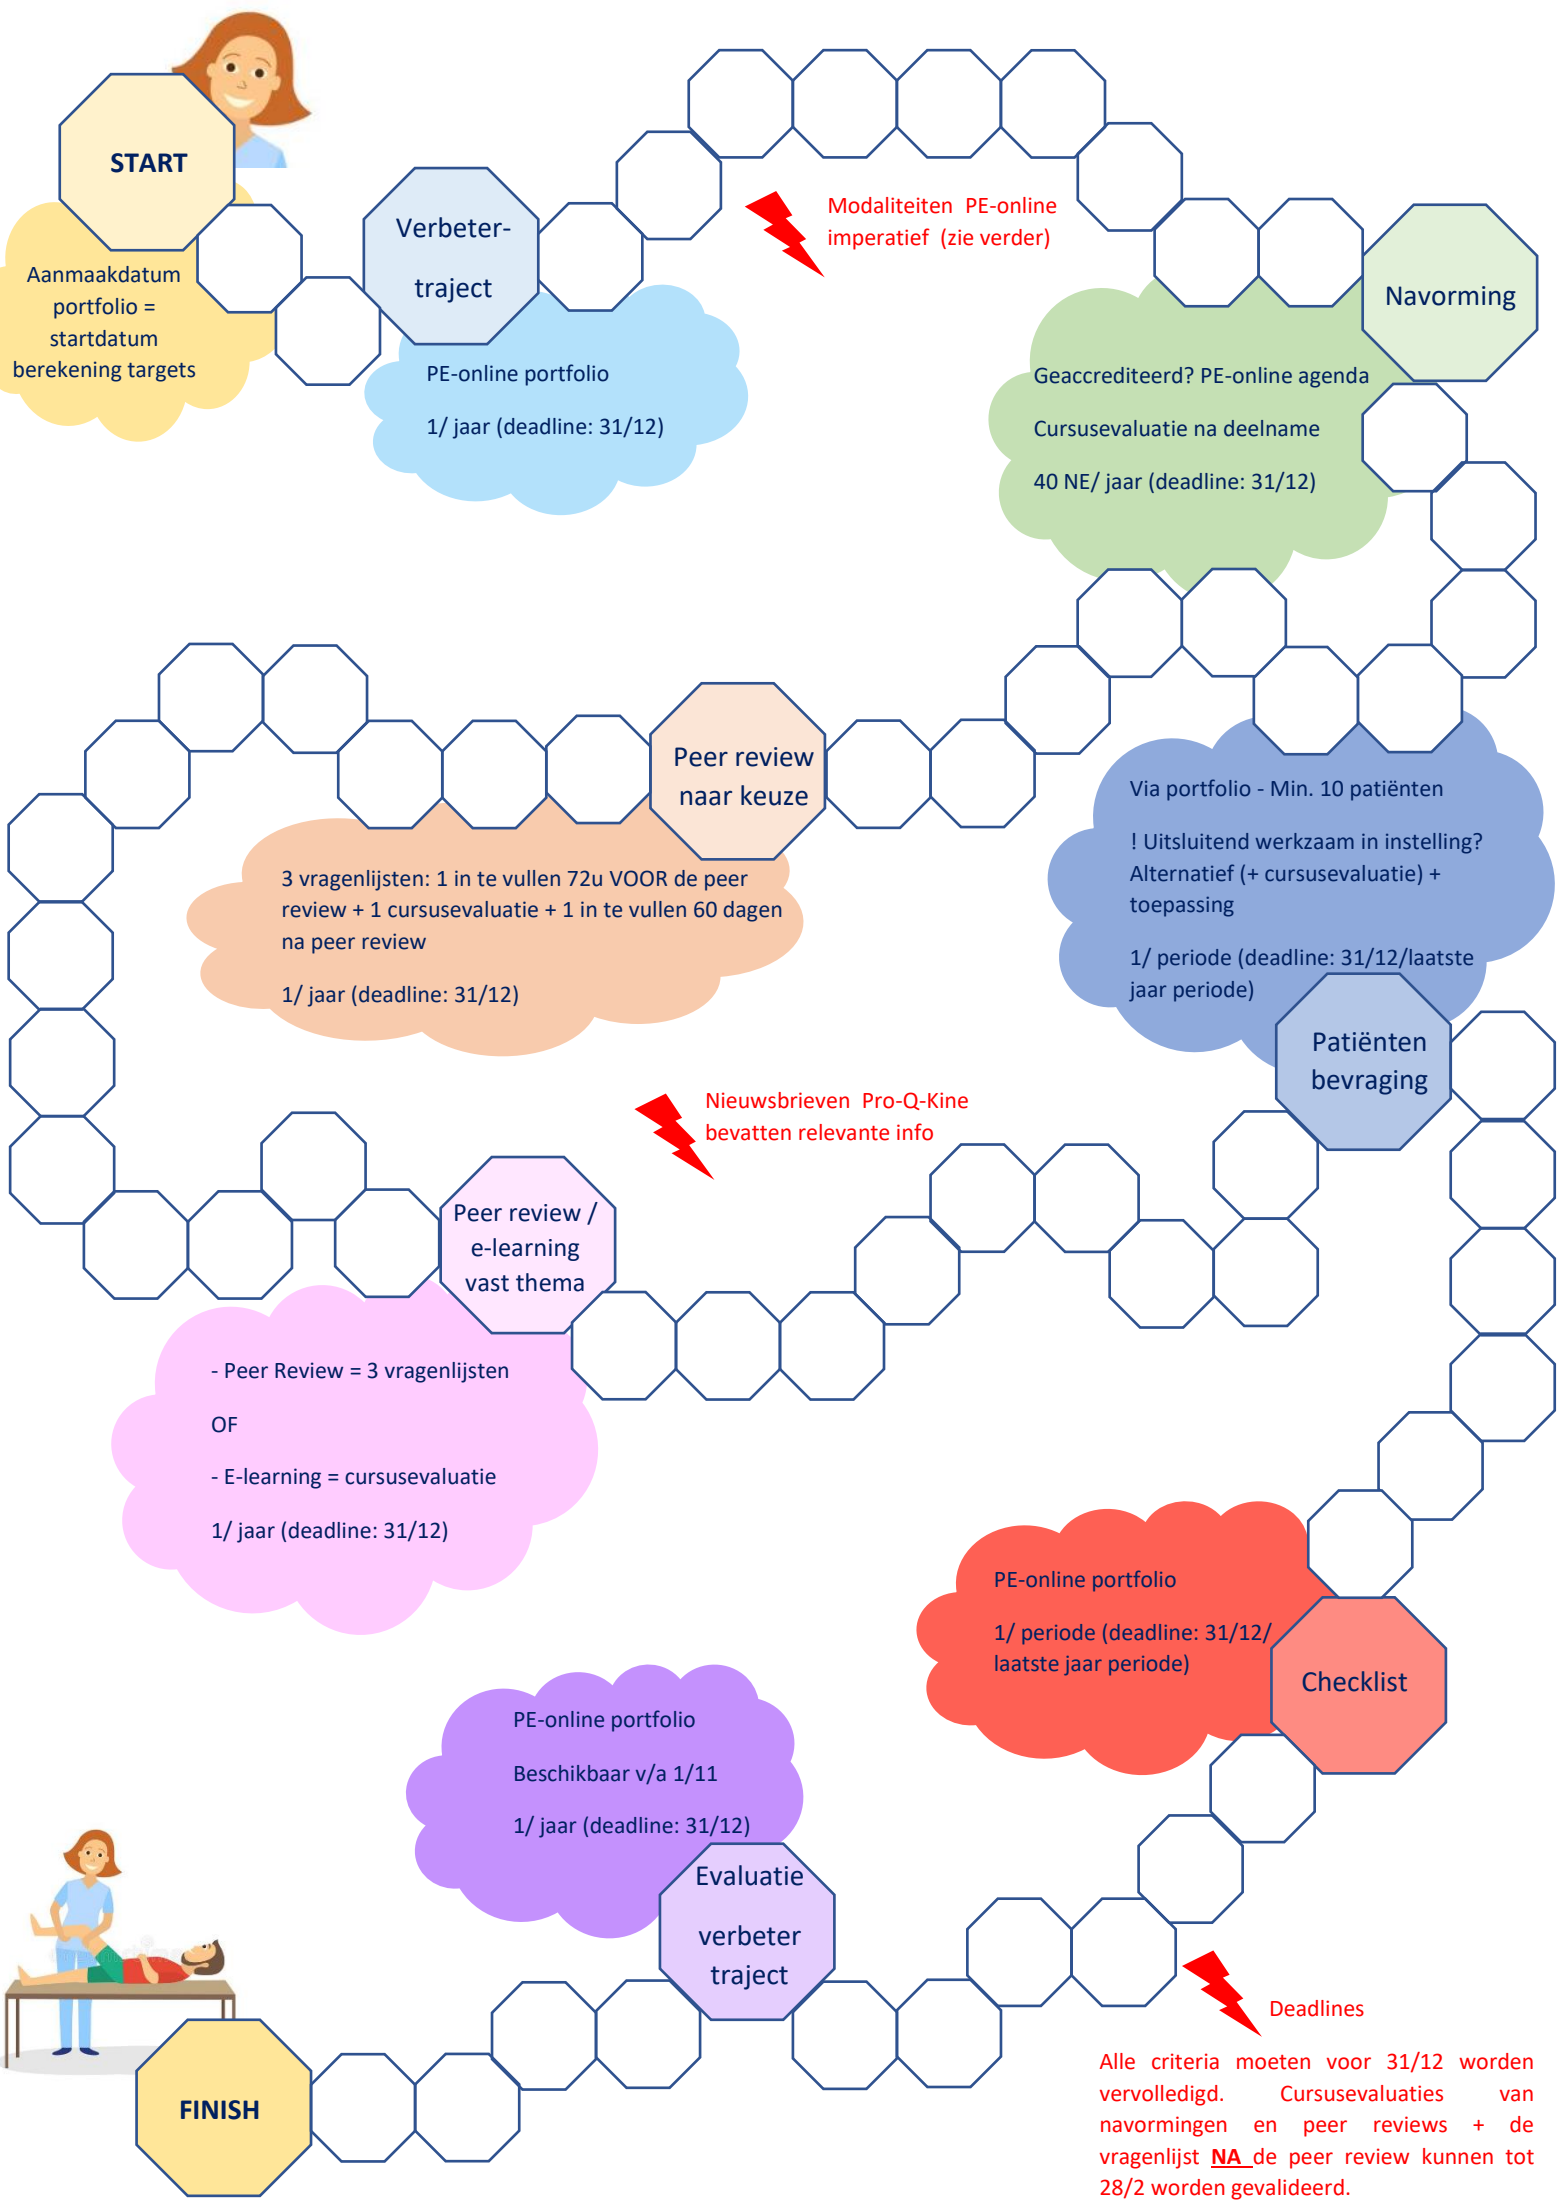 START
Aanmaakdatum
portfolio =
startdatum
berekening targets
Verbeter-
traject
PE-online portfolio
1/ jaar (deadline: 31/12)
Modaliteiten PE-online
imperatief (zie verder)
Navorming
Geaccrediteerd? PE-online agenda
Cursusevaluatie na deelname
40 NE/ jaar (deadline: 31/12)
Peer review
naar keuze
3 vragenlijsten: 1 in te vullen 72u VOOR de peer
review + 1 cursusevaluatie + 1 in te vullen 60 dagen
na peer review
1/ jaar (deadline: 31/12)
Peer review /
e-learning
vast thema
- Peer Review = 3 vragenlijsten
OF
- E-learning = cursusevaluatie
1/ jaar (deadline: 31/12)
Nieuwsbrieven Pro-Q-Kine
bevatten relevante info
Via portfolio - Min. 10 patiënten
! Uitsluitend werkzaam in instelling?
Alternatief (+ cursusevaluatie) +
toepassing
1/ periode (deadline: 31/12/laatste
jaar periode)
Patiënten
bevraging
PE-online portfolio
1/ periode (deadline: 31/12/
laatste jaar periode)
Checklist
Deadlines
Alle criteria moeten voor 31/12 worden
vervolledigd. Cursusevaluaties van
navormingen en peer reviews + de
vragenlijst NA de peer review kunnen tot
28/2 worden gevalideerd.
PE-online portfolio
Beschikbaar v/a 1/11
1/ jaar (deadline: 31/12)
Evaluatie
verbeter
traject
FINISH